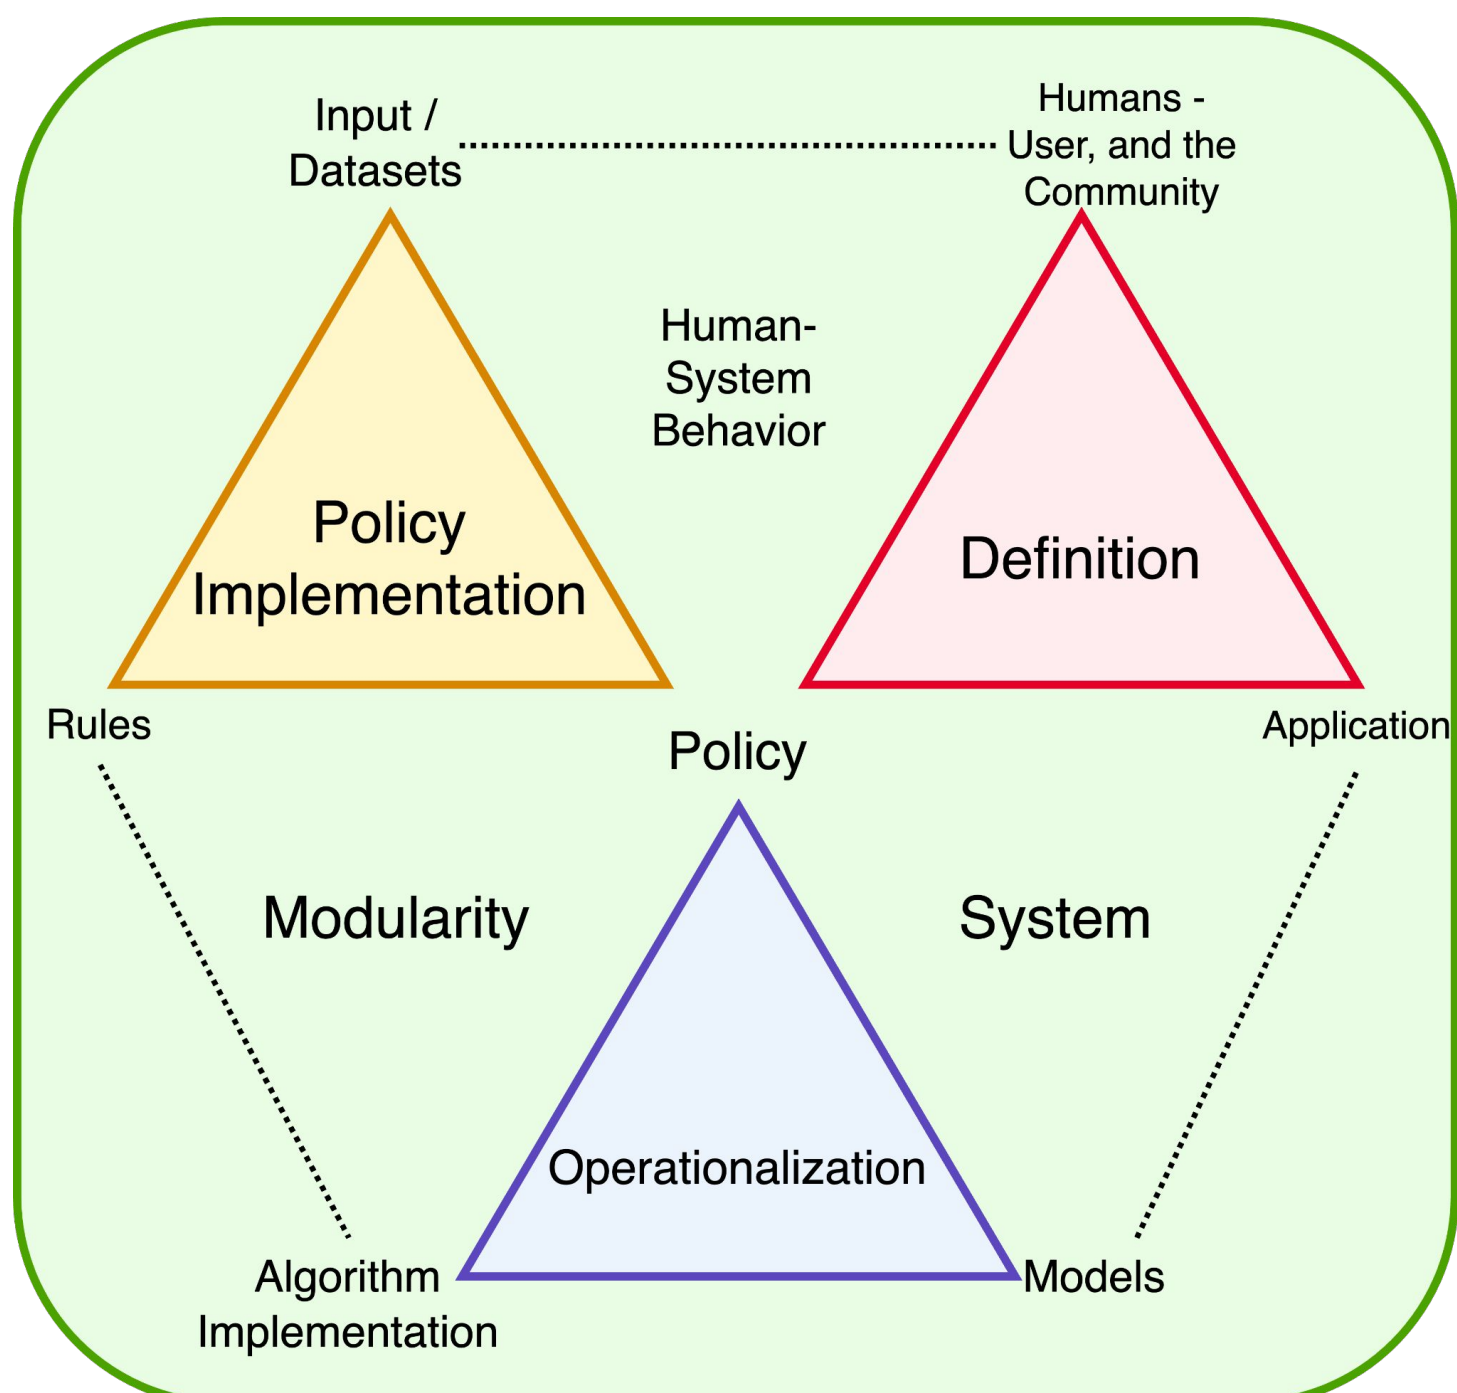 Input /
Datasets
Humans -
User, and the
Community
Human-
System
Behavior
Policy
Implementation
Definition
Rules
Application
Policy
Modularity
System
Operationalization
Algorithm
Implementation
Models